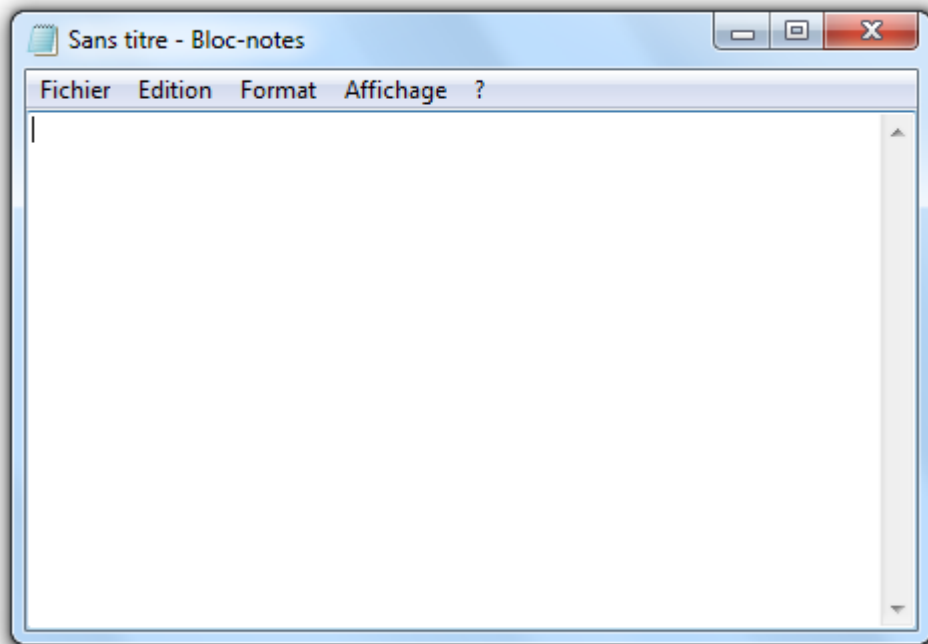 Sans titre - Bloc-notes
Fichier Edition Format Affichage ?